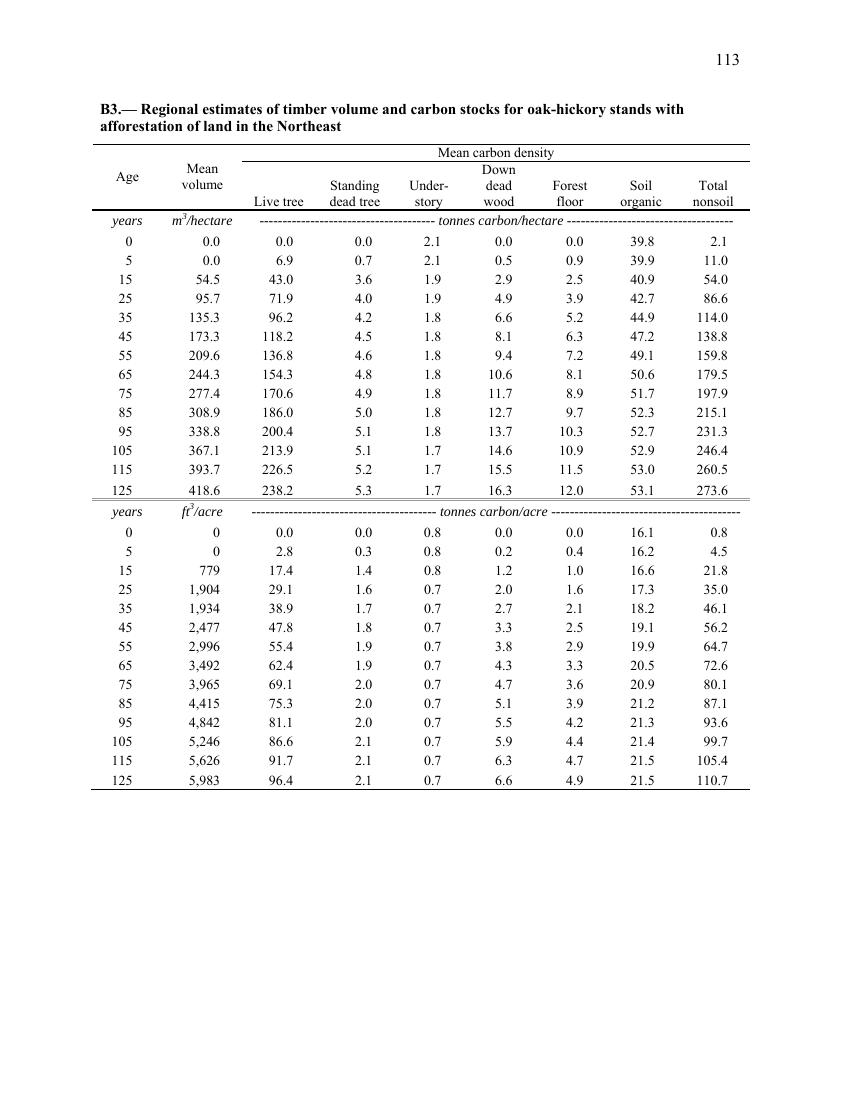 113
B3.— Regional estimates of timber volume and carbon stocks for oak-hickory stands with
afforestation of land in the Northeast
Age Mean volume Mean carbon density
Live tree Standing dead tree Under-story Down dead wood Forest floor Soil organic Total nonsoil
years m³/hectare -------------------------------------- tonnes carbon/hectare ------------------------------------
0 0.0 0.0 0.0 2.1 0.0 0.0 39.8 2.1
5 0.0 6.9 0.7 2.1 0.5 0.9 39.9 11.0
15 54.5 43.0 3.6 1.9 2.9 2.5 40.9 54.0
25 95.7 71.9 4.0 1.9 4.9 3.9 42.7 86.6
35 135.3 96.2 4.2 1.8 6.6 5.2 44.9 114.0
45 173.3 118.2 4.5 1.8 8.1 6.3 47.2 138.8
55 209.6 136.8 4.6 1.8 9.4 7.2 49.1 159.8
65 244.3 154.3 4.8 1.8 10.6 8.1 50.6 179.5
75 277.4 170.6 4.9 1.8 11.7 8.9 51.7 197.9
85 308.9 186.0 5.0 1.8 12.7 9.7 52.3 215.1
95 338.8 200.4 5.1 1.8 13.7 10.3 52.7 231.3
105 367.1 213.9 5.1 1.7 14.6 10.9 52.9 246.4
115 393.7 226.5 5.2 1.7 15.5 11.5 53.0 260.5
125 418.6 238.2 5.3 1.7 16.3 12.0 53.1 273.6
years ft³/acre ---------------------------------------- tonnes carbon/acre -----------------------------------------
0 0 0.0 0.0 0.8 0.0 0.0 16.1 0.8
5 0 2.8 0.3 0.8 0.2 0.4 16.2 4.5
15 779 17.4 1.4 0.8 1.2 1.0 16.6 21.8
25 1,904 29.1 1.6 0.7 2.0 1.6 17.3 35.0
35 1,934 38.9 1.7 0.7 2.7 2.1 18.2 46.1
45 2,477 47.8 1.8 0.7 3.3 2.5 19.1 56.2
55 2,996 55.4 1.9 0.7 3.8 2.9 19.9 64.7
65 3,492 62.4 1.9 0.7 4.3 3.3 20.5 72.6
75 3,965 69.1 2.0 0.7 4.7 3.6 20.9 80.1
85 4,415 75.3 2.0 0.7 5.1 3.9 21.2 87.1
95 4,842 81.1 2.0 0.7 5.5 4.2 21.3 93.6
105 5,246 86.6 2.1 0.7 5.9 4.4 21.4 99.7
115 5,626 91.7 2.1 0.7 6.3 4.7 21.5 105.4
125 5,983 96.4 2.1 0.7 6.6 4.9 21.5 110.7